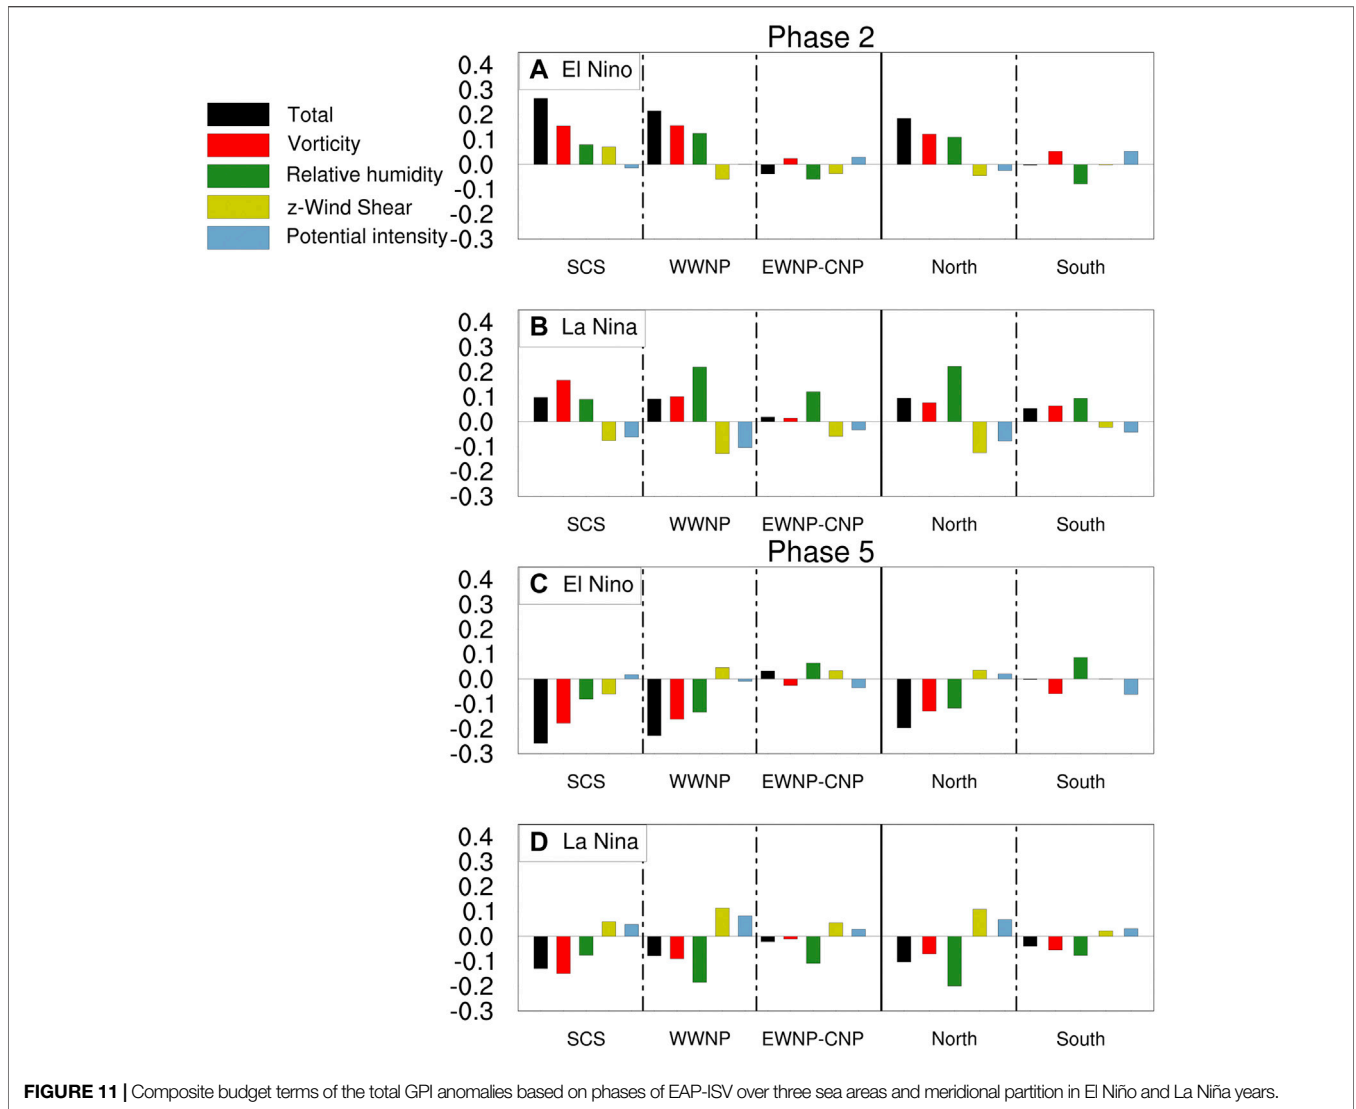 Phase 2
Total
Vorticity
Relative humidity
z-Wind Shear
Potential intensity
A El Nino
0.4
0.3
0.2
0.1
0.0
-0.1
-0.2
-0.3
SCS WWNP EWNP-CNP North South
B La Nina
0.4
0.3
0.2
0.1
0.0
-0.1
-0.2
-0.3
SCS WWNP EWNP-CNP North South
Phase 5
C El Nino
0.4
0.3
0.2
0.1
0.0
-0.1
-0.2
-0.3
SCS WWNP EWNP-CNP North South
D La Nina
0.4
0.3
0.2
0.1
0.0
-0.1
-0.2
-0.3
SCS WWNP EWNP-CNP North South
FIGURE 11 | Composite budget terms of the total GPI anomalies based on phases of EAP-ISV over three sea areas and meridional partition in El Niño and La Niña years.